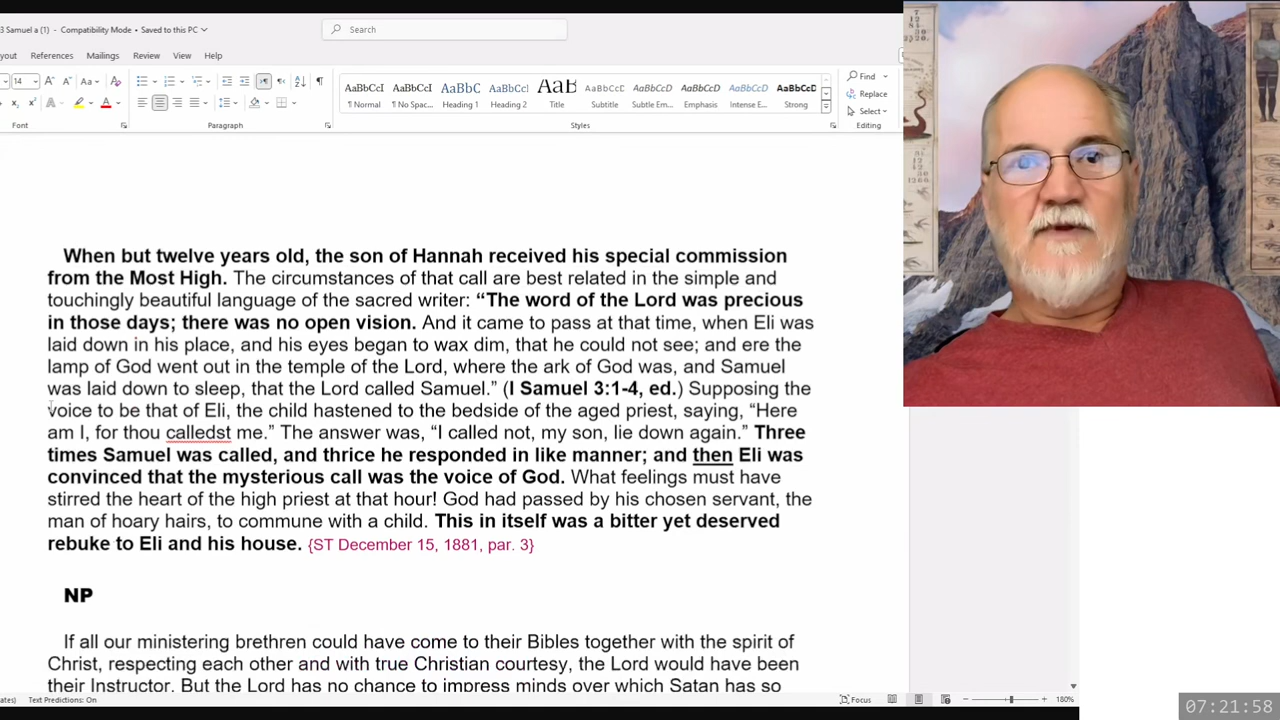 3 Samuel a (1) • Compatibility Mode • Saved to this PC
Search
yout References Mailings Review View Help
14 Aa
Font
Paragraph
AaBbCcI AaBbCcI AaBbC AaBbCcI AaB AaBbCcD AaBbCcD AaBbCcD AaBbCcD AaBbCcD
¶ Normal ¶ No Spac... Heading 1 Heading 2 Title Subtitle Subtle Em... Emphasis Intense E... Strong
Styles
Find
Replace
Select
Editing
When but twelve years old, the son of Hannah received his special commission
from the Most High. The circumstances of that call are best related in the simple and
touchingly beautiful language of the sacred writer: “The word of the Lord was precious
in those days; there was no open vision. And it came to pass at that time, when Eli was
laid down in his place, and his eyes began to wax dim, that he could not see; and ere the
lamp of God went out in the temple of the Lord, where the ark of God was, and Samuel
was laid down to sleep, that the Lord called Samuel.” (I Samuel 3:1-4, ed.) Supposing the
voice to be that of Eli, the child hastened to the bedside of the aged priest, saying, “Here
am I, for thou calledst me.” The answer was, “I called not, my son, lie down again.” Three
times Samuel was called, and thrice he responded in like manner; and then Eli was
convinced that the mysterious call was the voice of God. What feelings must have
stirred the heart of the high priest at that hour! God had passed by his chosen servant, the
man of hoary hairs, to commune with a child. This in itself was a bitter yet deserved
rebuke to Eli and his house. {ST December 15, 1881, par. 3}
NP
If all our ministering brethren could have come to their Bibles together with the spirit of
Christ, respecting each other and with true Christian courtesy, the Lord would have been
their Instructor. But the Lord has no chance to impress minds over which Satan has so
ates) Text Predictions: On
Focus
180%
07:21:58